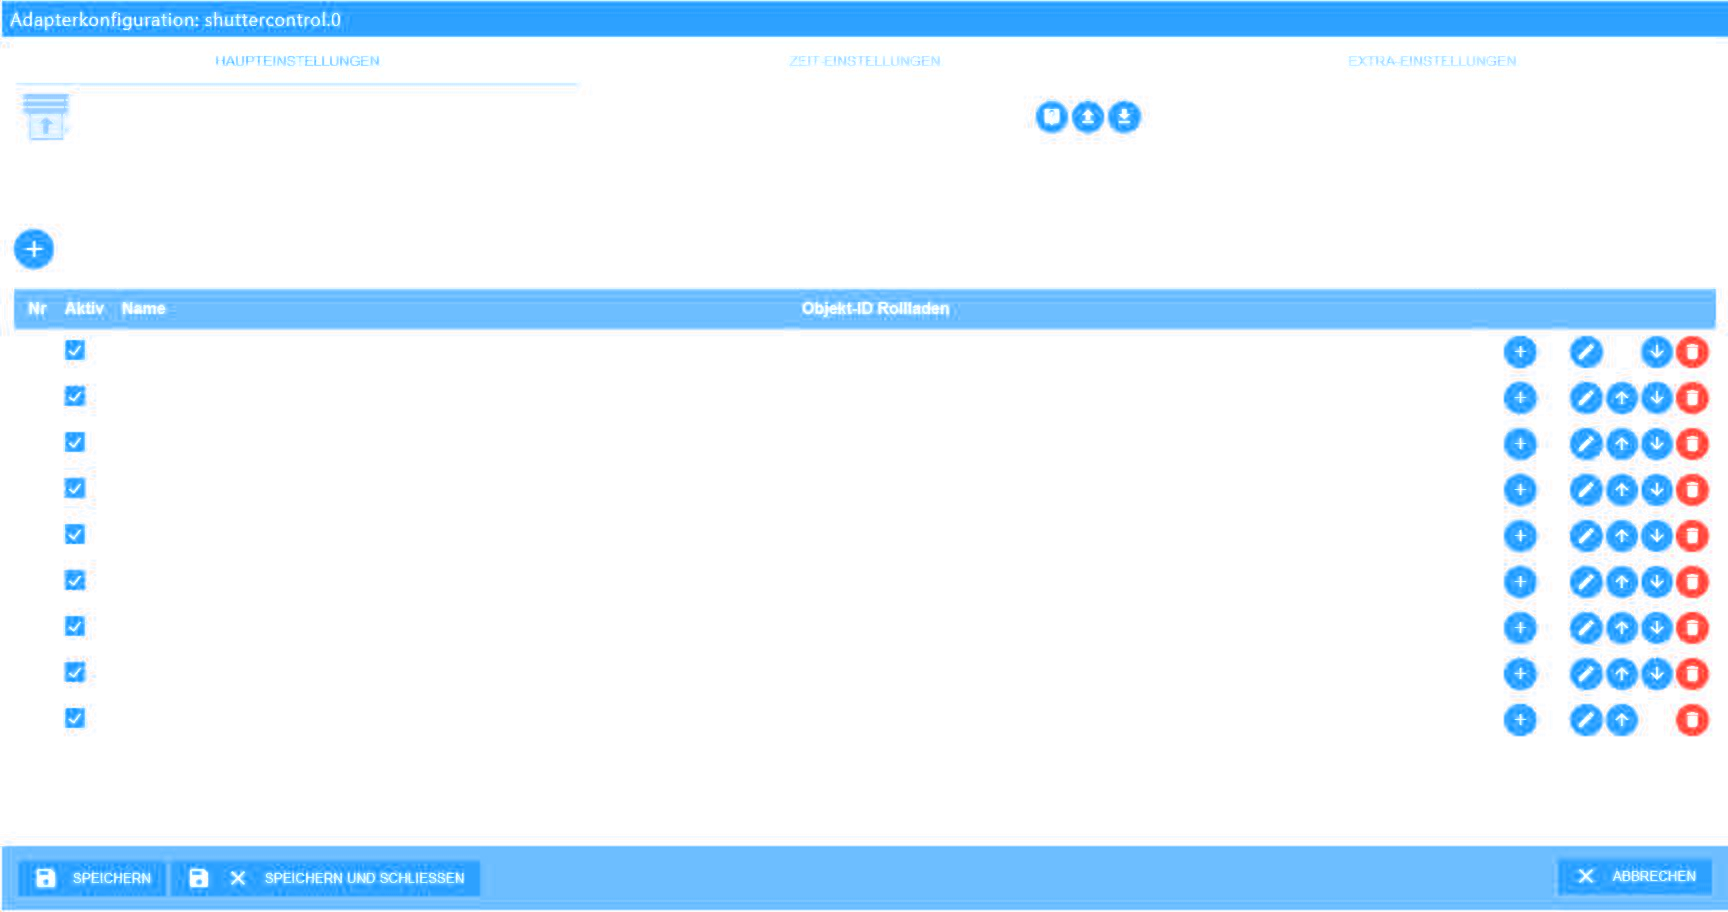 Adapterkonfiguration: shuttercontrol.0
HAUPTEINSTELLUNGEN ZEIT-EINSTELLUNGEN EXTRA-EINSTELLUNGEN
Nr Aktiv Name Objekt-ID Rollladen
SPEICHERN SPEICHERN UND SCHLIESSEN ABBRECHEN